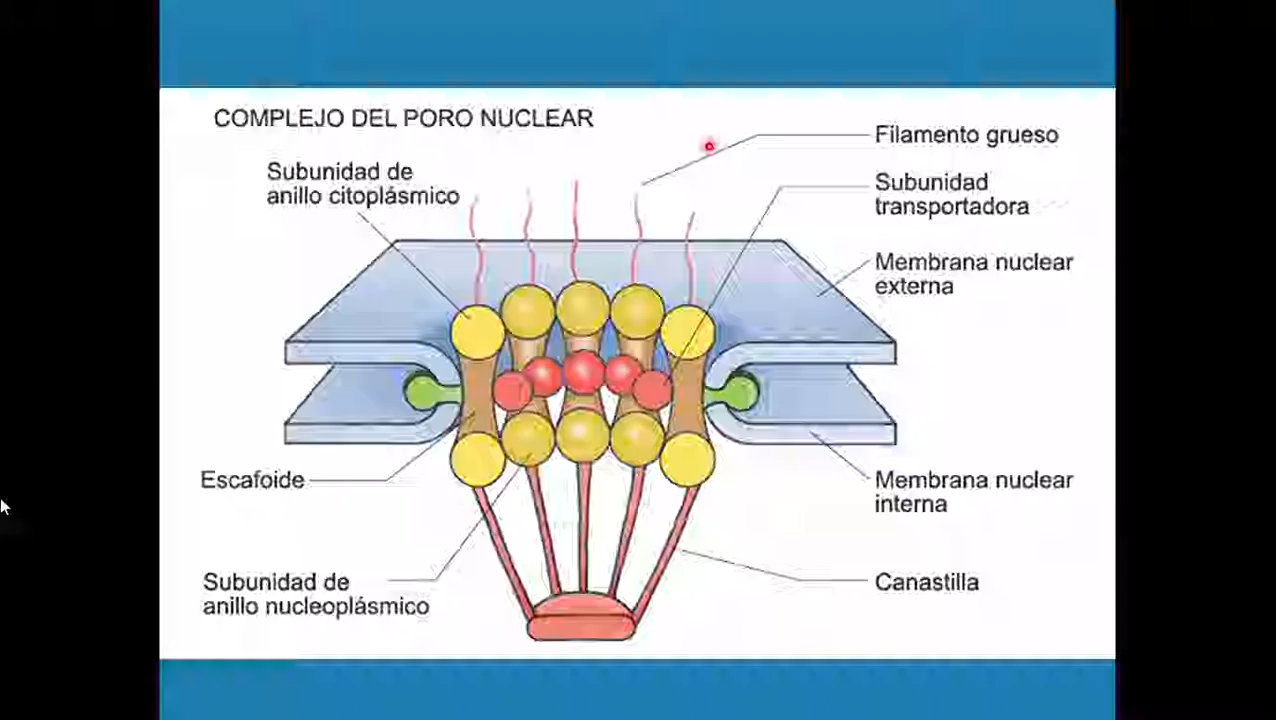 COMPLEJO DEL PORO NUCLEAR
Filamento grueso
Subunidad de
anillo citoplásmico
Subunidad
transportadora
Membrana nuclear
externa
Escafoide
Membrana nuclear
interna
Subunidad de
anillo nucleoplásmico
Canastilla